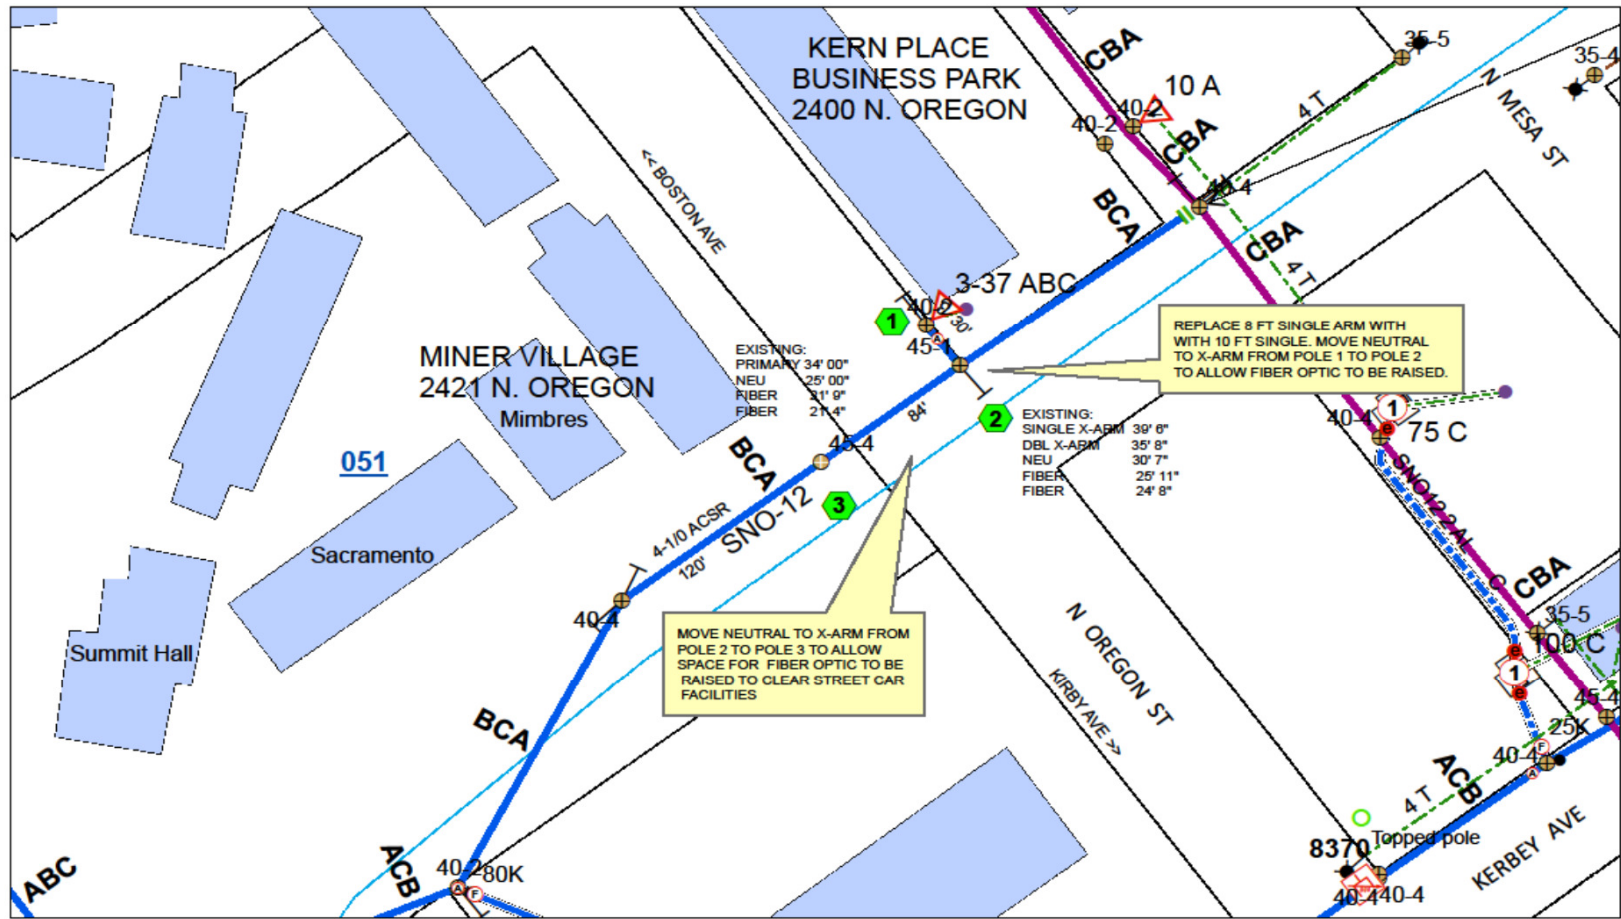 KERN PLACE
BUSINESS PARK
2400 N. OREGON
CBA
40-2
10 A
40-2
CBA
35-5
35-4
4 T
N MESA ST
40-4
<< BOSTON AVE
BCA
CBA
4 T
3-37 ABC
40-2
30'
1
A
45-1
REPLACE 8 FT SINGLE ARM WITH
WITH 10 FT SINGLE. MOVE NEUTRAL
TO X-ARM FROM POLE 1 TO POLE 2
TO ALLOW FIBER OPTIC TO BE RAISED.
MINER VILLAGE
2421 N. OREGON
Mimbres
EXISTING:
PRIMARY 34' 00"
NEU 25' 00"
FIBER 21' 9"
FIBER 21' 4"
84'
2
EXISTING:
SINGLE X-ARM 39' 6"
DBL X-ARM 35' 8"
NEU 30' 7"
FIBER 25' 11"
FIBER 24' 8"
1
40-4
e
75 C
051
45-4
BCA
SNO-12
3
4-1/0 ACSR
120'
Sacramento
CBA
40-4
MOVE NEUTRAL TO X-ARM FROM
POLE 2 TO POLE 3 TO ALLOW
SPACE FOR FIBER OPTIC TO BE
RAISED TO CLEAR STREET CAR
FACILITIES
Summit Hall
N OREGON ST
KIRBY AVE >>
35-5
100 C
e
1
e
45-4
25K
F
40-4
A
BCA
ACB
4 T
Topped pole
8370
40-4
40-4
KERBEY AVE
ABC
ACB
40-2
80K
A
F